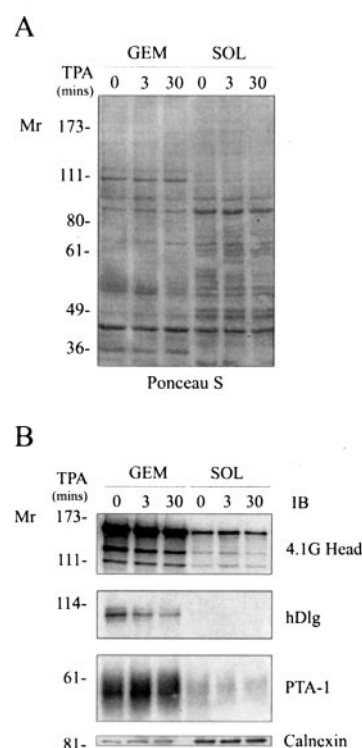 A
GEM SOL
TPA (mins) 0 3 30 0 3 30
Mr 173-
111-
80-
61-
49-
36-
Ponceau S
B
GEM SOL
TPA (mins) 0 3 30 0 3 30 IB
Mr 173-
4.1G Head
111-
114-
hDlg
61-
PTA-1
81- Calnexin